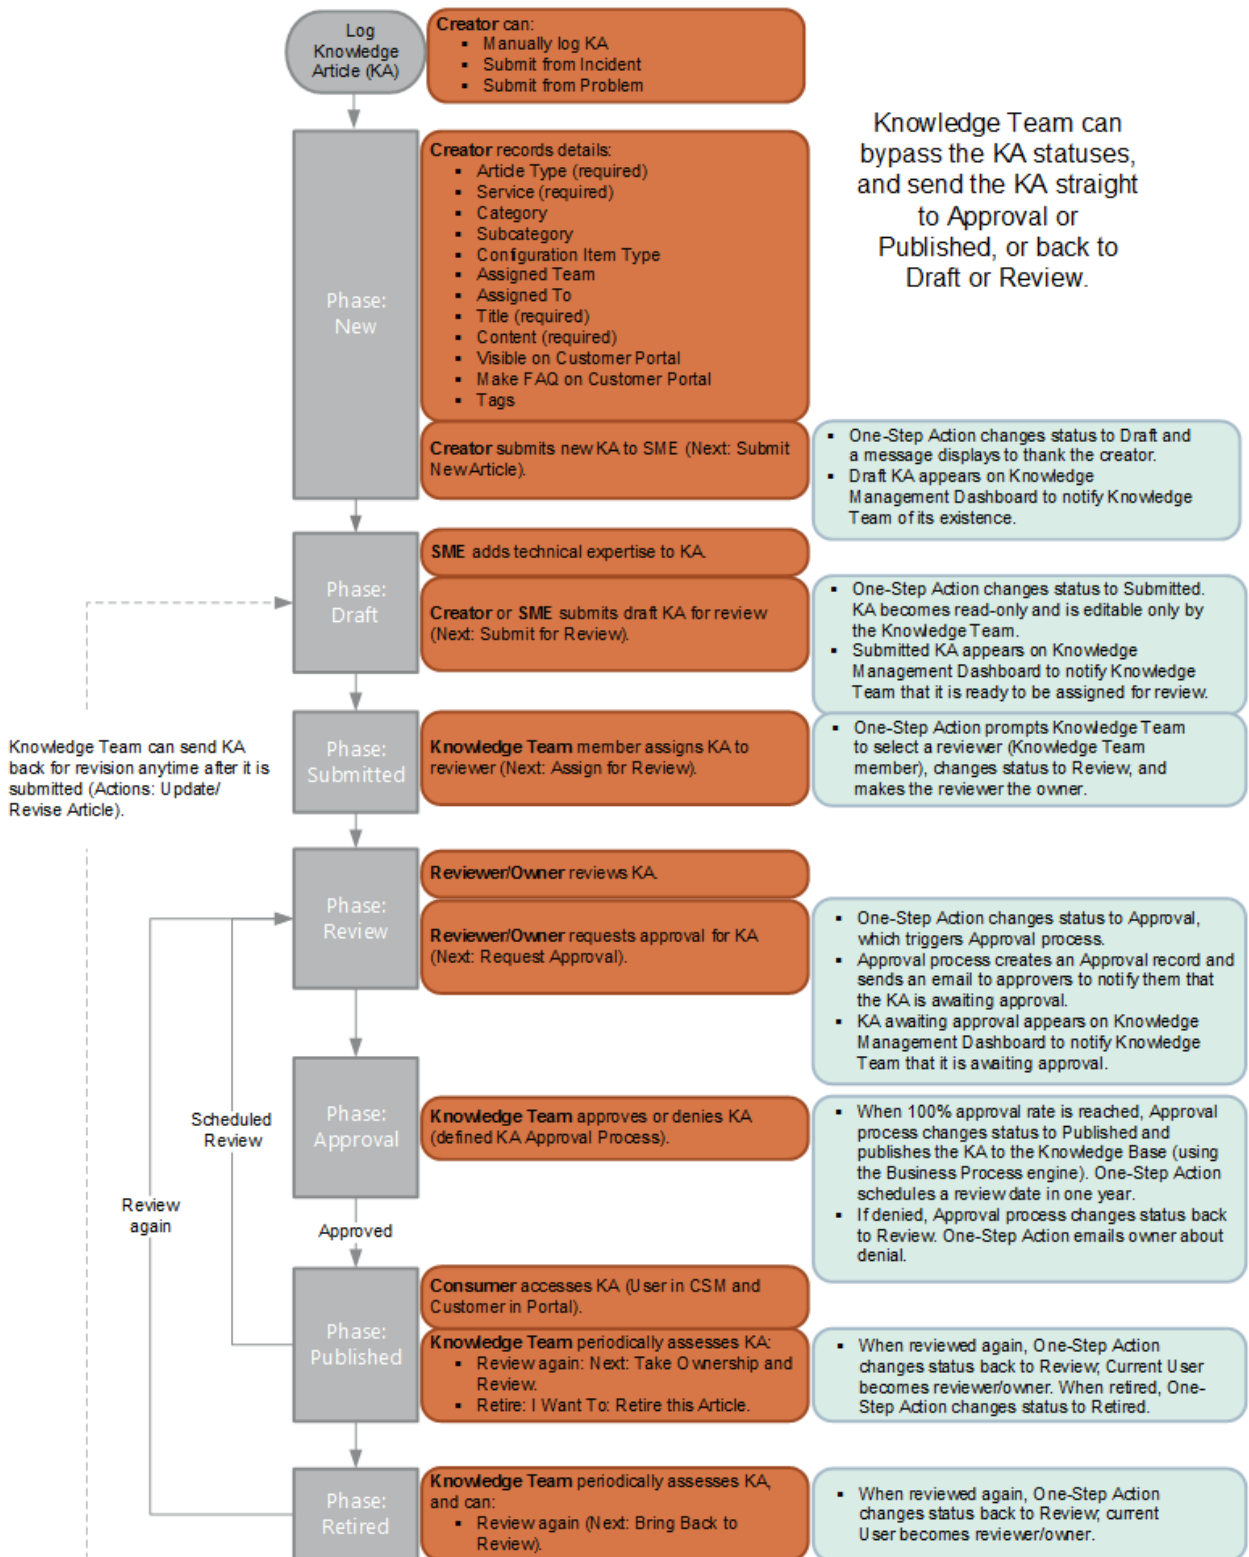 Log
Knowledge
Article (KA)
Creator can:
▪ Manually log KA
▪ Submit from Incident
▪ Submit from Problem
Knowledge Team can
bypass the KA statuses,
and send the KA straight
to Approval or
Published, or back to
Draft or Review.
Phase:
New
Creator records details:
▪ Article Type (required)
▪ Service (required)
▪ Category
▪ Subcategory
▪ Configuration Item Type
▪ Assigned Team
▪ Assigned To
▪ Title (required)
▪ Content (required)
▪ Visible on Customer Portal
▪ Make FAQ on Customer Portal
▪ Tags
Creator submits new KA to SME (Next: Submit
New Article).
▪ One-Step Action changes status to Draft and
a message displays to thank the creator.
▪ Draft KA appears on Knowledge
Management Dashboard to notify Knowledge
Team of its existence.
Phase:
Draft
SME adds technical expertise to KA.
Creator or SME submits draft KA for review
(Next: Submit for Review).
▪ One-Step Action changes status to Submitted.
KA becomes read-only and is editable only by
the Knowledge Team.
▪ Submitted KA appears on Knowledge
Management Dashboard to notify Knowledge
Team that it is ready to be assigned for review.
Knowledge Team can send KA
back for revision anytime after it is
submitted (Actions: Update/
Revise Article).
Phase:
Submitted
Knowledge Team member assigns KA to
reviewer (Next: Assign for Review).
▪ One-Step Action prompts Knowledge Team
to select a reviewer (Knowledge Team
member), changes status to Review, and
makes the reviewer the owner.
Phase:
Review
Reviewer/Owner reviews KA.
Reviewer/Owner requests approval for KA
(Next: Request Approval).
▪ One-Step Action changes status to Approval,
which triggers Approval process.
▪ Approval process creates an Approval record and
sends an email to approvers to notify them that
the KA is awaiting approval.
▪ KA awaiting approval appears on Knowledge
Management Dashboard to notify Knowledge
Team that it is awaiting approval.
Scheduled
Review
Review
again
Phase:
Approval
Knowledge Team approves or denies KA
(defined KA Approval Process).
▪ When 100% approval rate is reached, Approval
process changes status to Published and
publishes the KA to the Knowledge Base (using
the Business Process engine). One-Step Action
schedules a review date in one year.
▪ If denied, Approval process changes status back
to Review. One-Step Action emails owner about
denial.
Approved
Phase:
Published
Consumer accesses KA (User in CSM and
Customer in Portal).
Knowledge Team periodically assesses KA:
▪ Review again: Next: Take Ownership and
Review.
▪ Retire: I Want To: Retire this Article.
▪ When reviewed again, One-Step Action
changes status back to Review; Current User
becomes reviewer/owner. When retired, One-
Step Action changes status to Retired.
Phase:
Retired
Knowledge Team periodically assesses KA,
and can:
▪ Review again (Next: Bring Back to
Review).
▪ When reviewed again, One-Step Action
changes status back to Review; current
User becomes reviewer/owner.